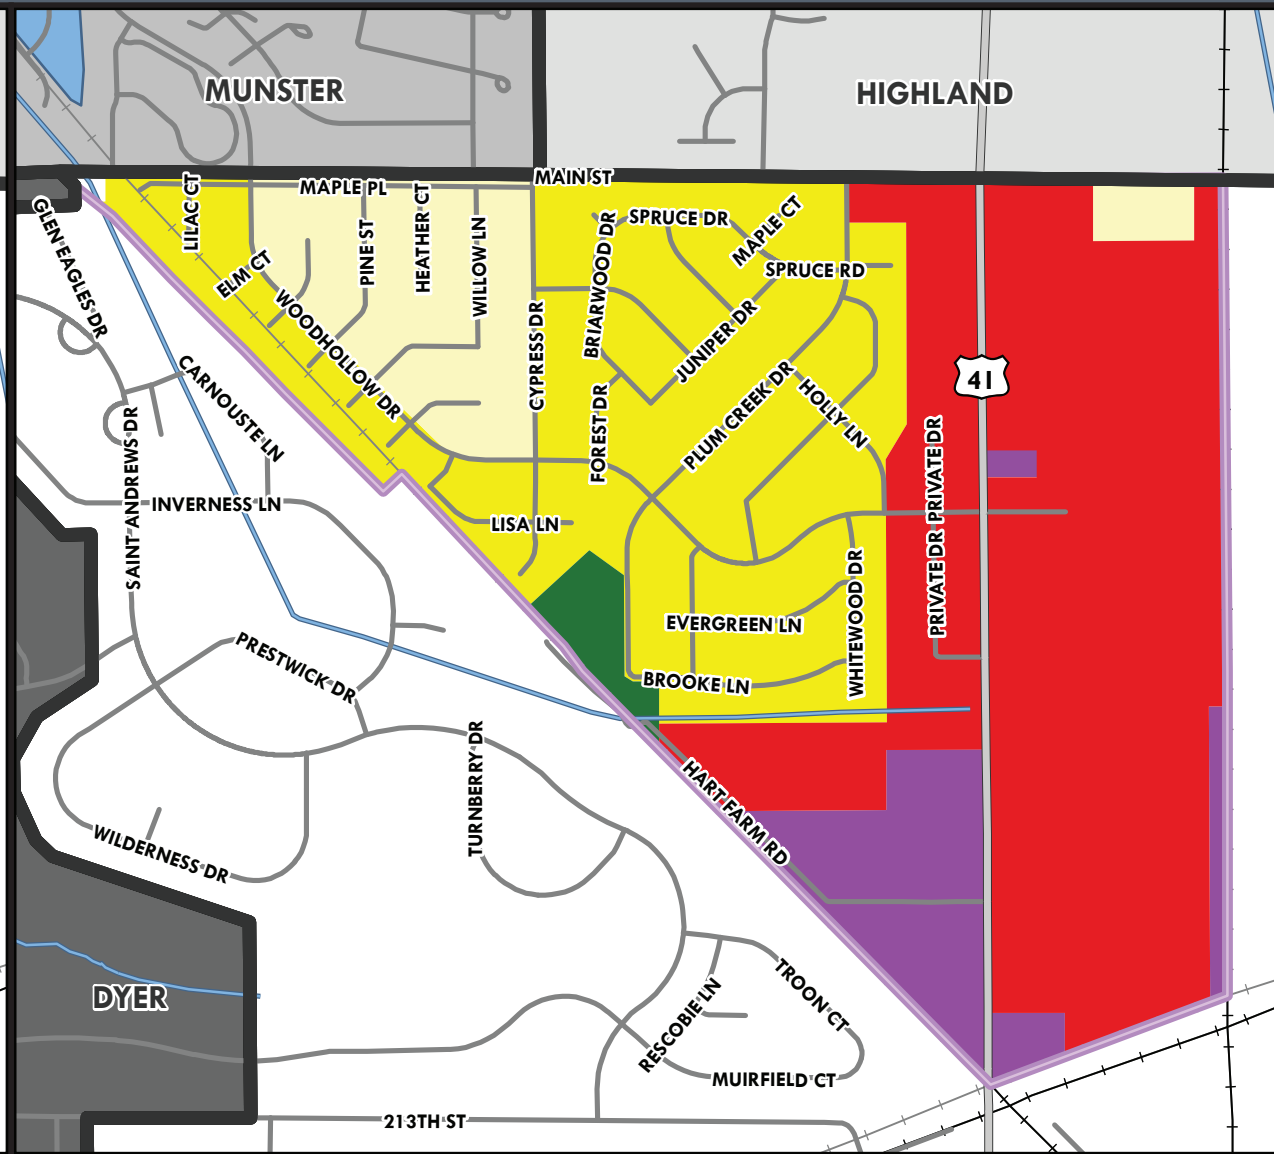 MUNSTER
HIGHLAND
MAIN ST
MAPLE PL
LILAC CT
HEATHER CT
PINE ST
WILLOW LN
ELM CT
WOODHOLLOW DR
GLEN EAGLES DR
SPRUCE DR
MAPLE CT
BRIARWOOD DR
SPRUCE RD
CYPRESS DR
JUNIPER DR
41
CARNOUSTE LN
PLUM CREEK DR
HOLLY LN
FOREST DR
SAINT ANDREWS DR
PRIVATE DR
INVERNESS LN
LISA LN
PRIVATE DR
WHITEWOOD DR
EVERGREEN LN
PRESTWICK DR
BROOKE LN
TURNBERRY DR
HART FARM RD
WILDERNESS DR
DYER
TROON CT
RESCOBIE LN
MUIRFIELD CT
213TH ST